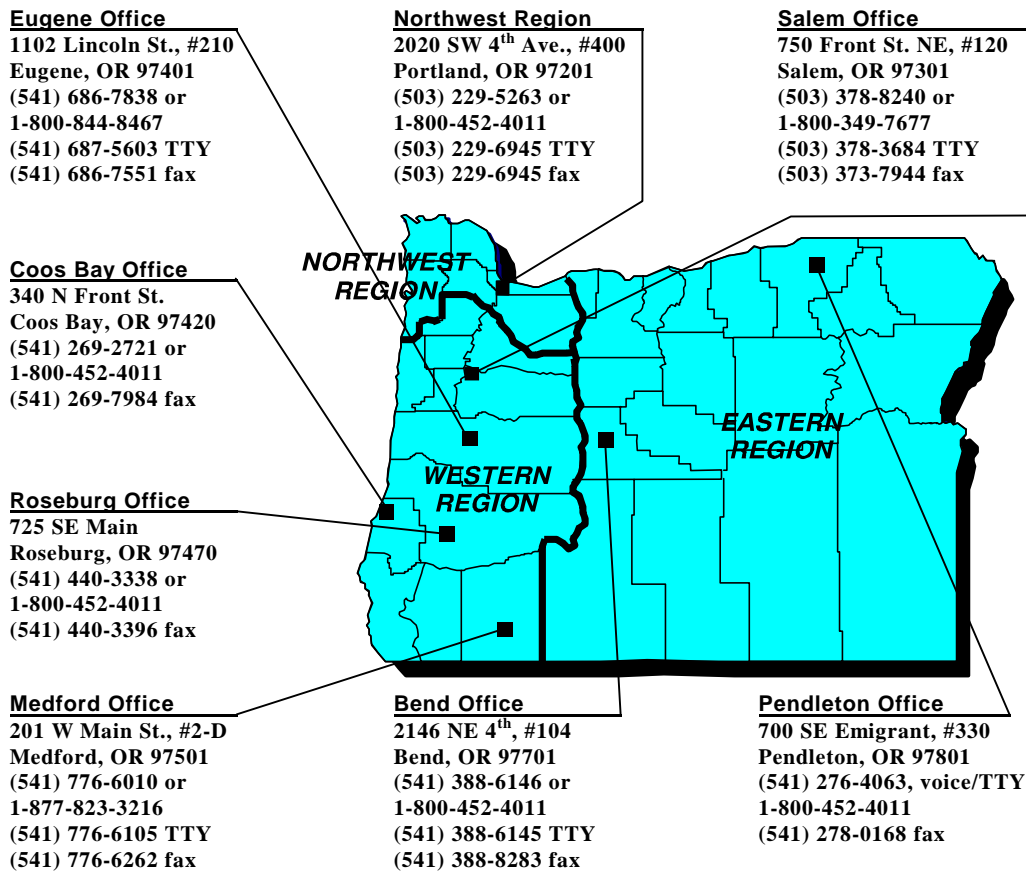 Eugene Office
1102 Lincoln St., #210
Eugene, OR 97401
(541) 686-7838 or
1-800-844-8467
(541) 687-5603 TTY
(541) 686-7551 fax
Northwest Region
2020 SW 4th Ave., #400
Portland, OR 97201
(503) 229-5263 or
1-800-452-4011
(503) 229-6945 TTY
(503) 229-6945 fax
Salem Office
750 Front St. NE, #120
Salem, OR 97301
(503) 378-8240 or
1-800-349-7677
(503) 378-3684 TTY
(503) 373-7944 fax
Coos Bay Office
340 N Front St.
Coos Bay, OR 97420
(541) 269-2721 or
1-800-452-4011
(541) 269-7984 fax
NORTHWEST
REGION
EASTERN
REGION
WESTERN
REGION
Roseburg Office
725 SE Main
Roseburg, OR 97470
(541) 440-3338 or
1-800-452-4011
(541) 440-3396 fax
Medford Office
201 W Main St., #2-D
Medford, OR 97501
(541) 776-6010 or
1-877-823-3216
(541) 776-6105 TTY
(541) 776-6262 fax
Bend Office
2146 NE 4th, #104
Bend, OR 97701
(541) 388-6146 or
1-800-452-4011
(541) 388-6145 TTY
(541) 388-8283 fax
Pendleton Office
700 SE Emigrant, #330
Pendleton, OR 97801
(541) 276-4063, voice/TTY
1-800-452-4011
(541) 278-0168 fax